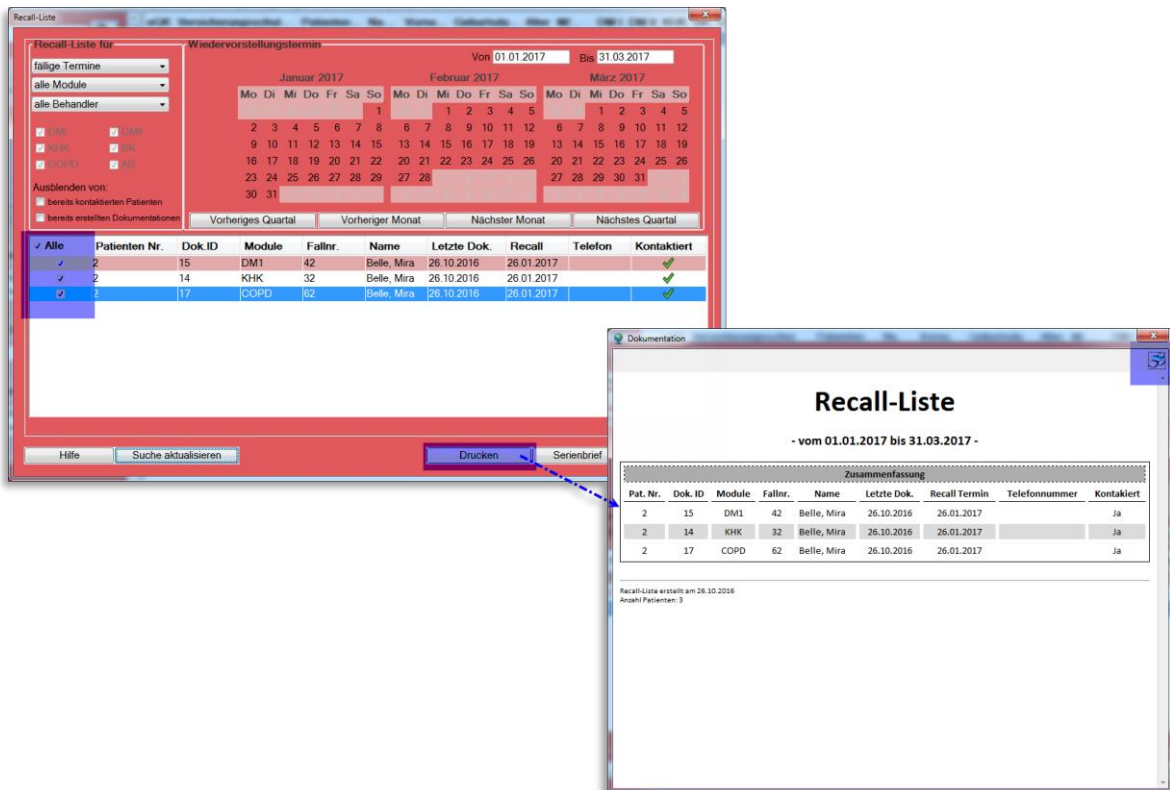 Recall-Liste
Recall-Liste für
fällige Termine
alle Module
alle Behandler
DMI
KHK BK
COPD
Ausblenden von:
bereits kontaktierten Patienten
bereits erstellten Dokumentationen
Wiedervorstellungstermin
Von 01.01.2017 Bis 31.03.2017
Januar 2017 Februar 2017 März 2017
Mo Di Mi Do Fr Sa So Mo Di Mi Do Fr Sa So Mo Di Mi Do Fr Sa So
1 1 2 3 4 5 1 2 3 4 5
2 3 4 5 6 7 8 6 7 8 9 10 11 12 6 7 8 9 10 11 12
9 10 11 12 13 14 15 13 14 15 16 17 18 19 13 14 15 16 17 18 19
16 17 18 19 20 21 22 20 21 22 23 24 25 26 20 21 22 23 24 25 26
23 24 25 26 27 28 29 27 28 27 28 29 30 31
30 31
Vorheriges Quartal Vorheriger Monat Nächster Monat Nächstes Quartal
Alle Patienten Nr. Dok.ID Module Fallnr. Name Letzte Dok. Recall Telefon Kontaktiert
2 15 DM1 42 Belle, Mira 26.10.2016 26.01.2017
2 14 KHK 32 Belle, Mira 26.10.2016 26.01.2017
2 17 COPD 62 Belle, Mira 26.10.2016 26.01.2017
Hilfe Suche aktualisieren Drucken Serienbrief
Dokumentation
Recall-Liste
- vom 01.01.2017 bis 31.03.2017 -
Zusammenfassung
Pat. Nr. Dok. ID Module Fallnr. Name Letzte Dok. Recall Termin Telefonnummer Kontakiert
2 15 DM1 42 Belle, Mira 26.10.2016 26.01.2017 Ja
2 14 KHK 32 Belle, Mira 26.10.2016 26.01.2017 Ja
2 17 COPD 62 Belle, Mira 26.10.2016 26.01.2017 Ja
Recall-Liste erstellt am 26.10.2016
Anzahl Patienten: 3